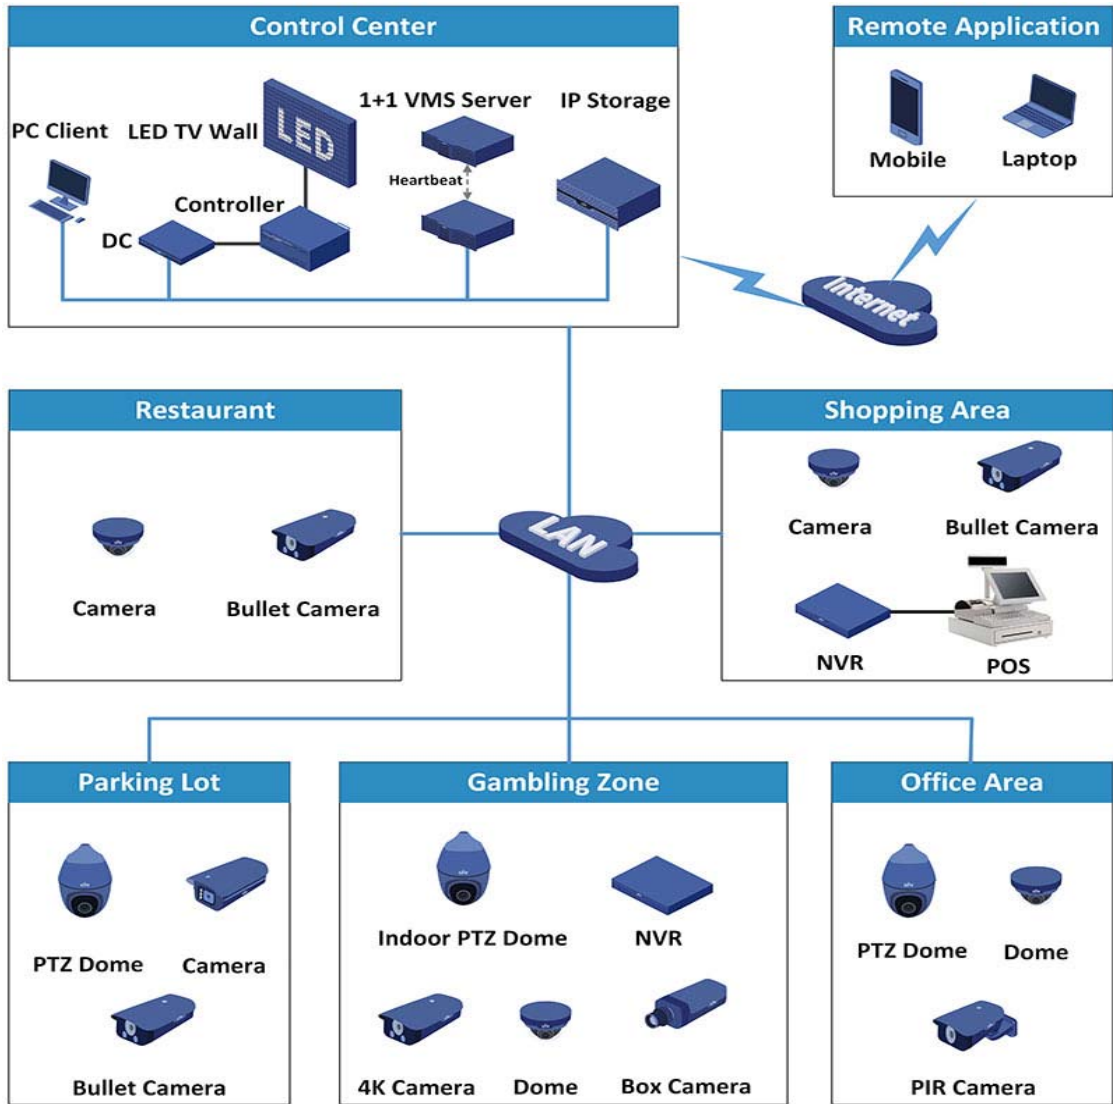 Control Center
Remote Application
PC Client
LED TV Wall
LED
1+1 VMS Server
IP Storage
Heartbeat
Controller
DC
Mobile
Laptop
Internet
Restaurant
Camera
Bullet Camera
LAN
Shopping Area
Camera
Bullet Camera
NVR
POS
Parking Lot
PTZ Dome
Camera
Bullet Camera
Gambling Zone
Indoor PTZ Dome
NVR
4K Camera
Dome
Box Camera
Office Area
PTZ Dome
Dome
PIR Camera